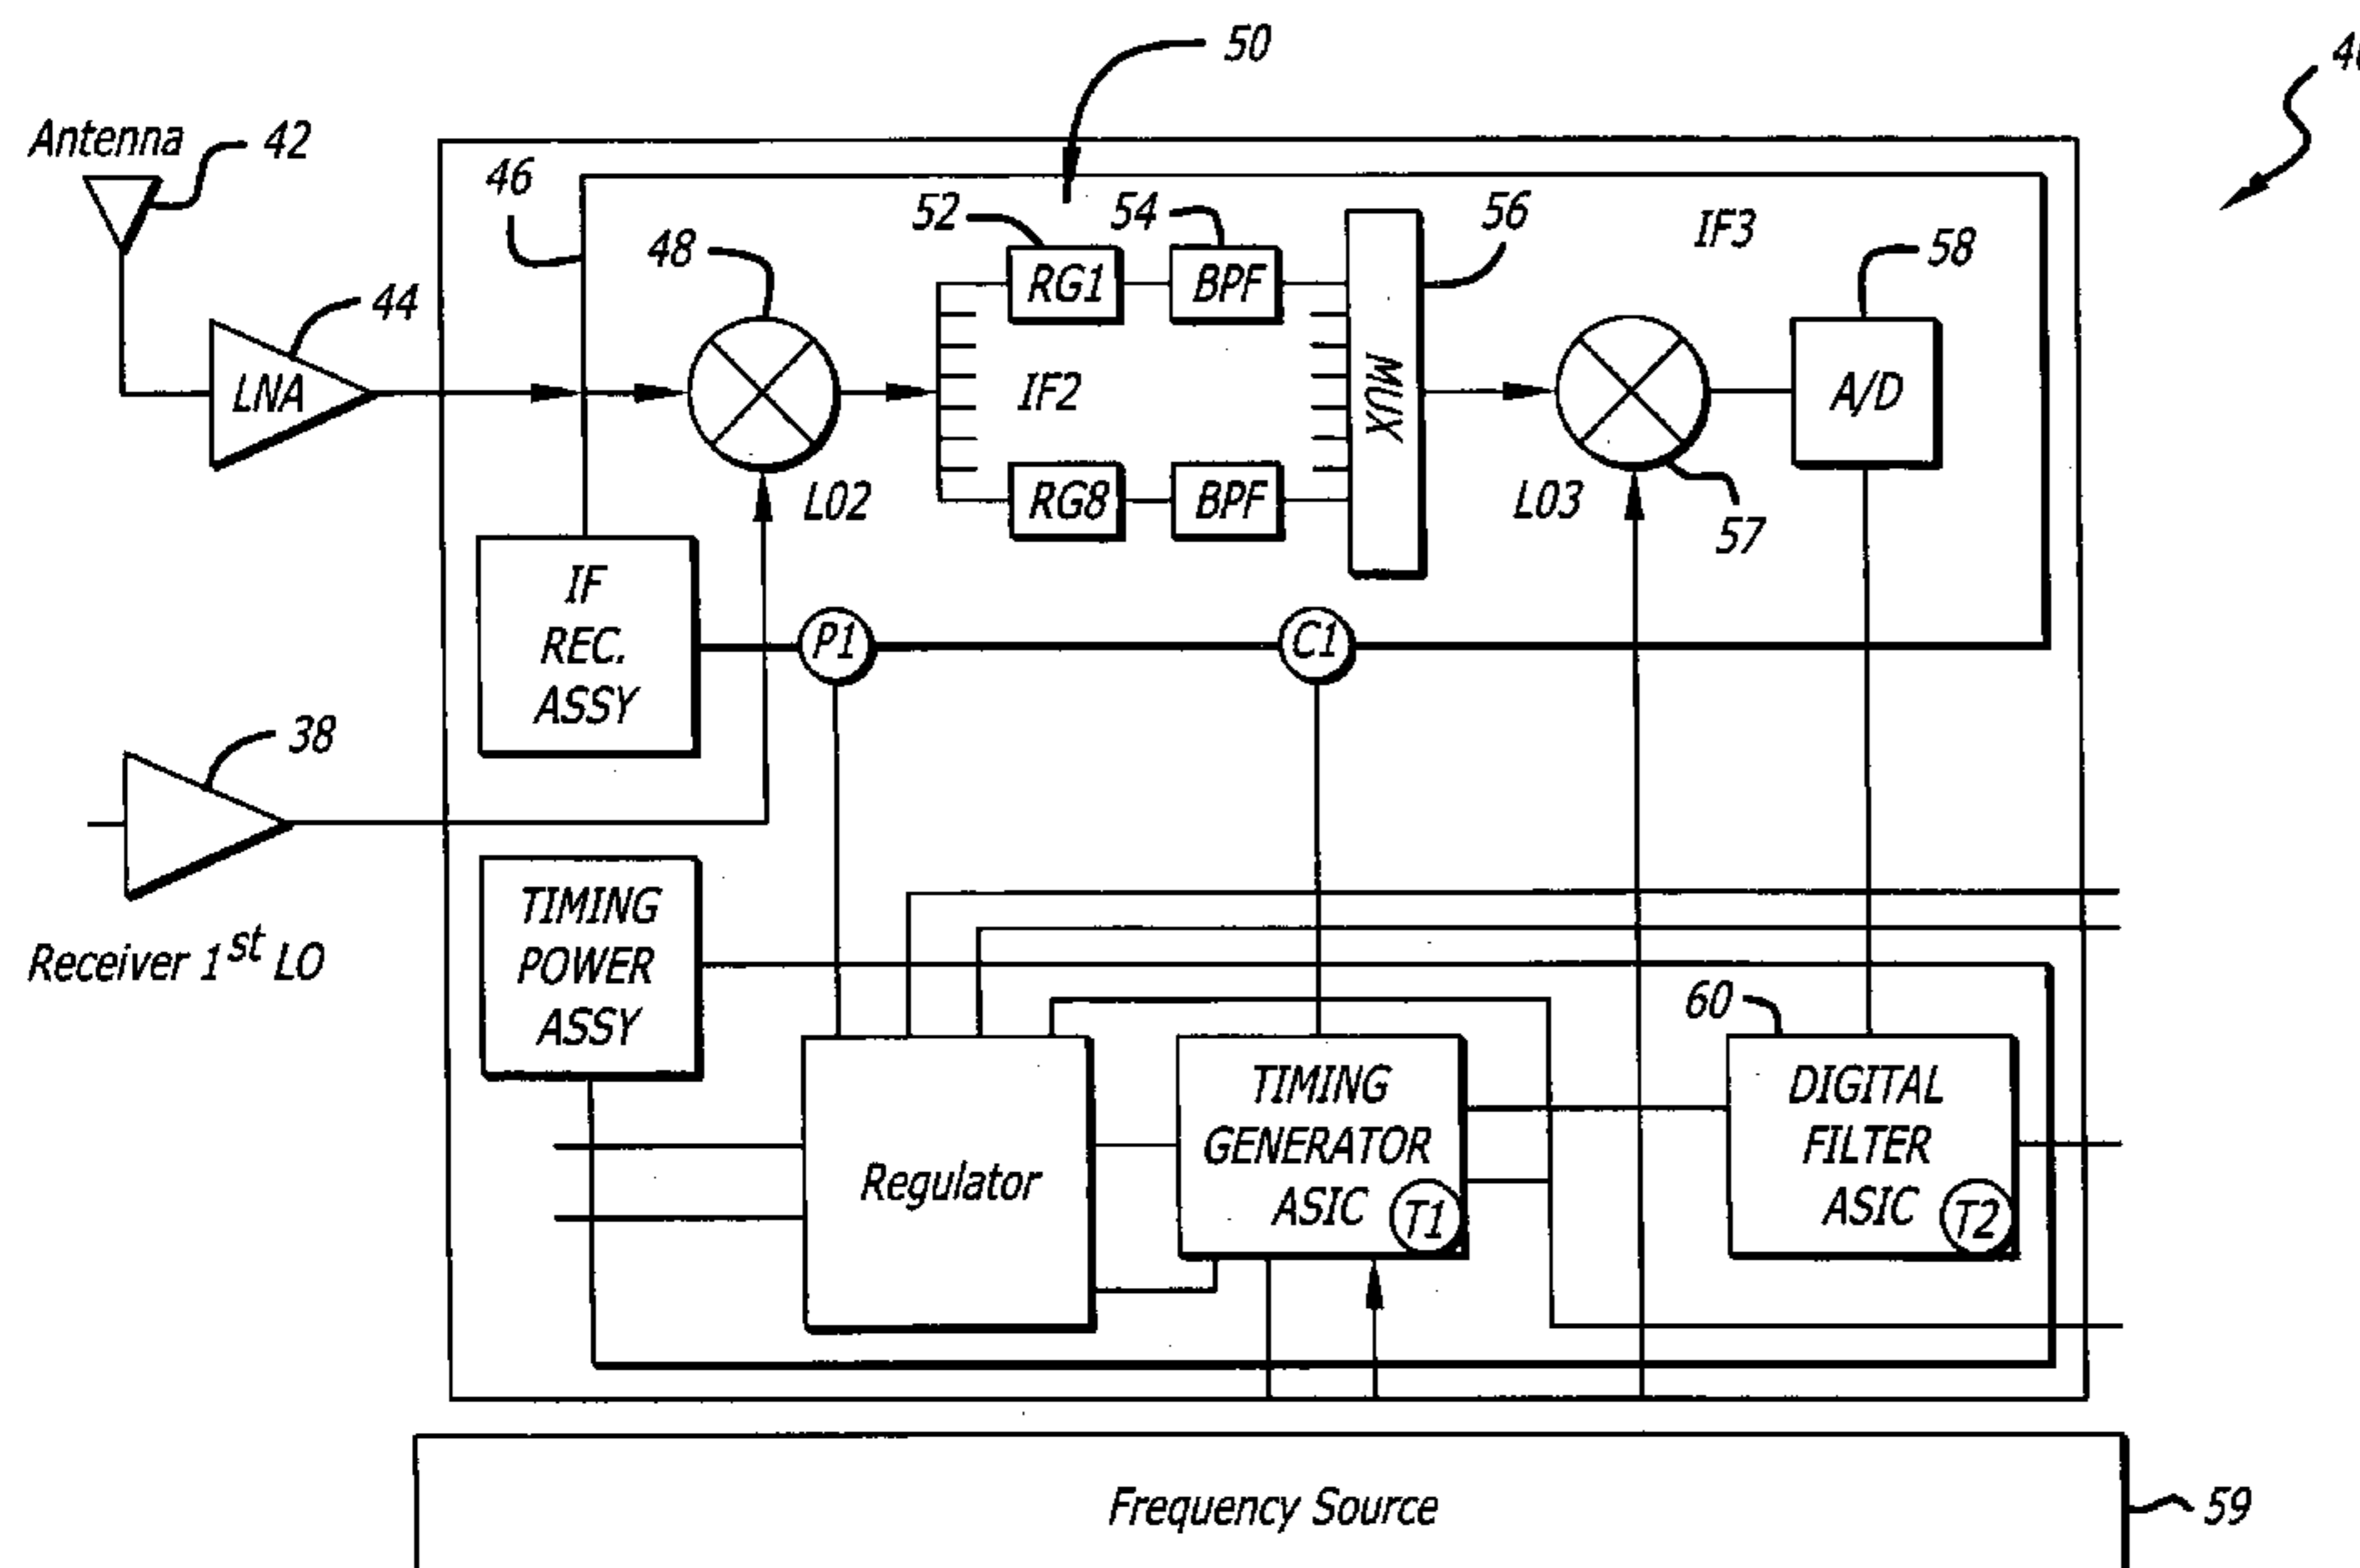 50
Antenna
42
46
52
54
56
IF3
48
58
44
RG1
BPF
LNA
IF2
MUX
A/D
RG8
BPF
L02
L03
57
IF
REC.
ASSY
P1
C1
38
TIMING
POWER
ASSY
Receiver 1st LO
60
Regulator
TIMING
GENERATOR
ASIC
T1
DIGITAL
FILTER
ASIC
T2
Frequency Source
59